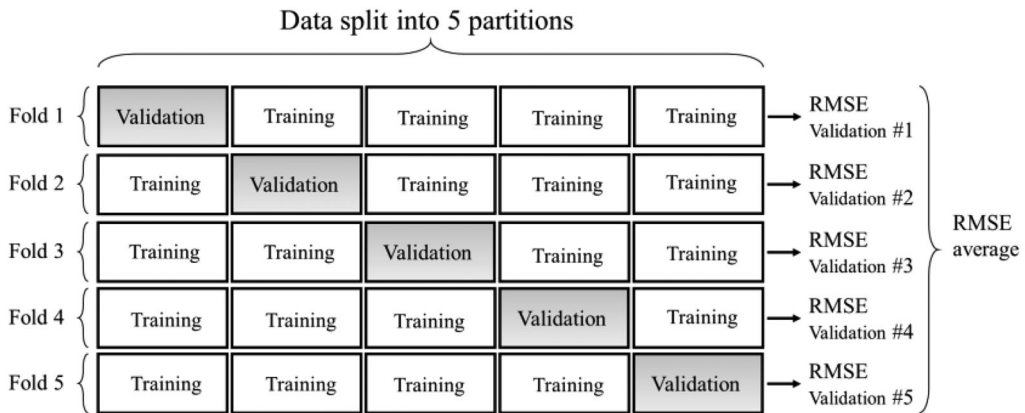 Data split into 5 partitions
Fold 1 Validation Training Training Training Training RMSE
Validation #1
Fold 2 Training Validation Training Training Training RMSE
Validation #2
Fold 3 Training Training Validation Training Training RMSE
Validation #3
Fold 4 Training Training Training Validation Training RMSE
Validation #4
Fold 5 Training Training Training Training Validation RMSE
Validation #5
RMSE
average